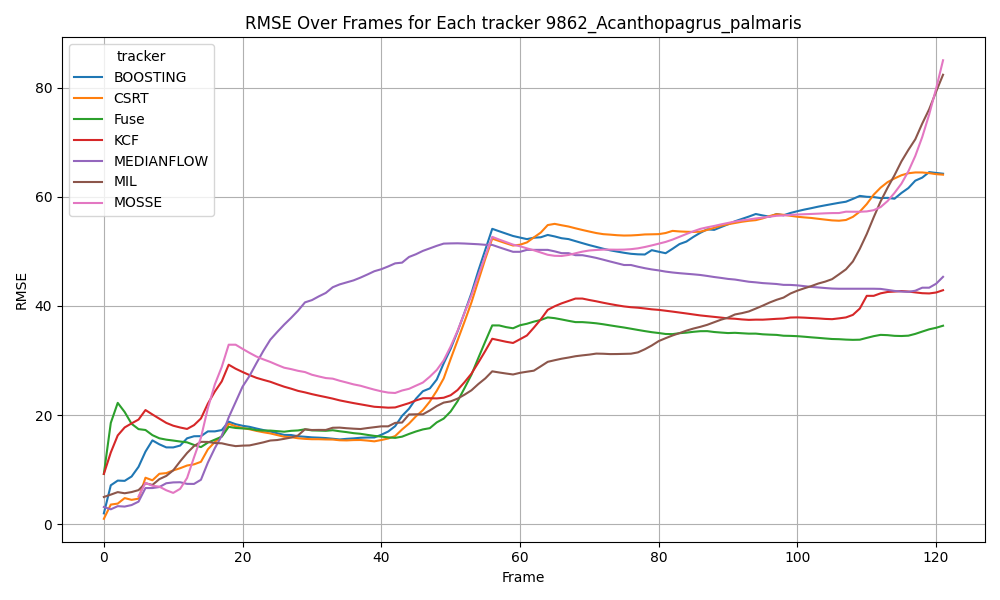 RMSE Over Frames for Each tracker 9862_Acanthopagrus_palmaris
tracker
BOOSTING
CSRT
Fuse
KCF
MEDIANFLOW
MIL
MOSSE
RMSE
80
60
40
20
0
0 20 40 60 80 100 120
Frame